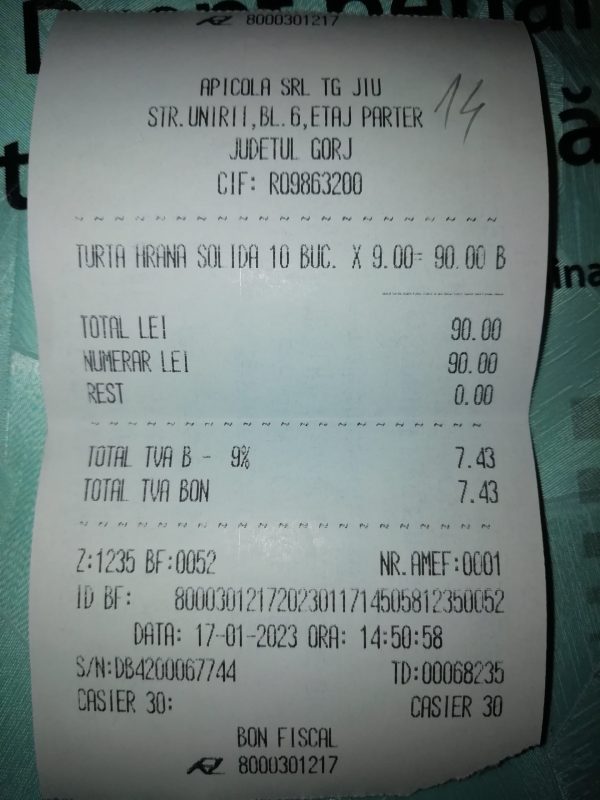 8000301217
APICOLA SRL TG JIU
14
STR.UNIRII,BL.6,ETAJ PARTER
JUDETUL GORJ
CIF: RO9863200
TURTA HRANA SOLIDA 10 BUC. X 9.00= 90.00 B
TOTAL LEI 90.00
NUMERAR LEI 90.00
REST 0.00
TOTAL TVA B - 9% 7.43
TOTAL TVA BON 7.43
Z:1235 BF:0052 NR.AMEF:0001
ID BF: 80003012172023011714505812350052
DATA: 17-01-2023 ORA: 14:50:58
S/N:DB4200067744 TD:00068235
CASIER 30: CASIER 30
BON FISCAL
8000301217